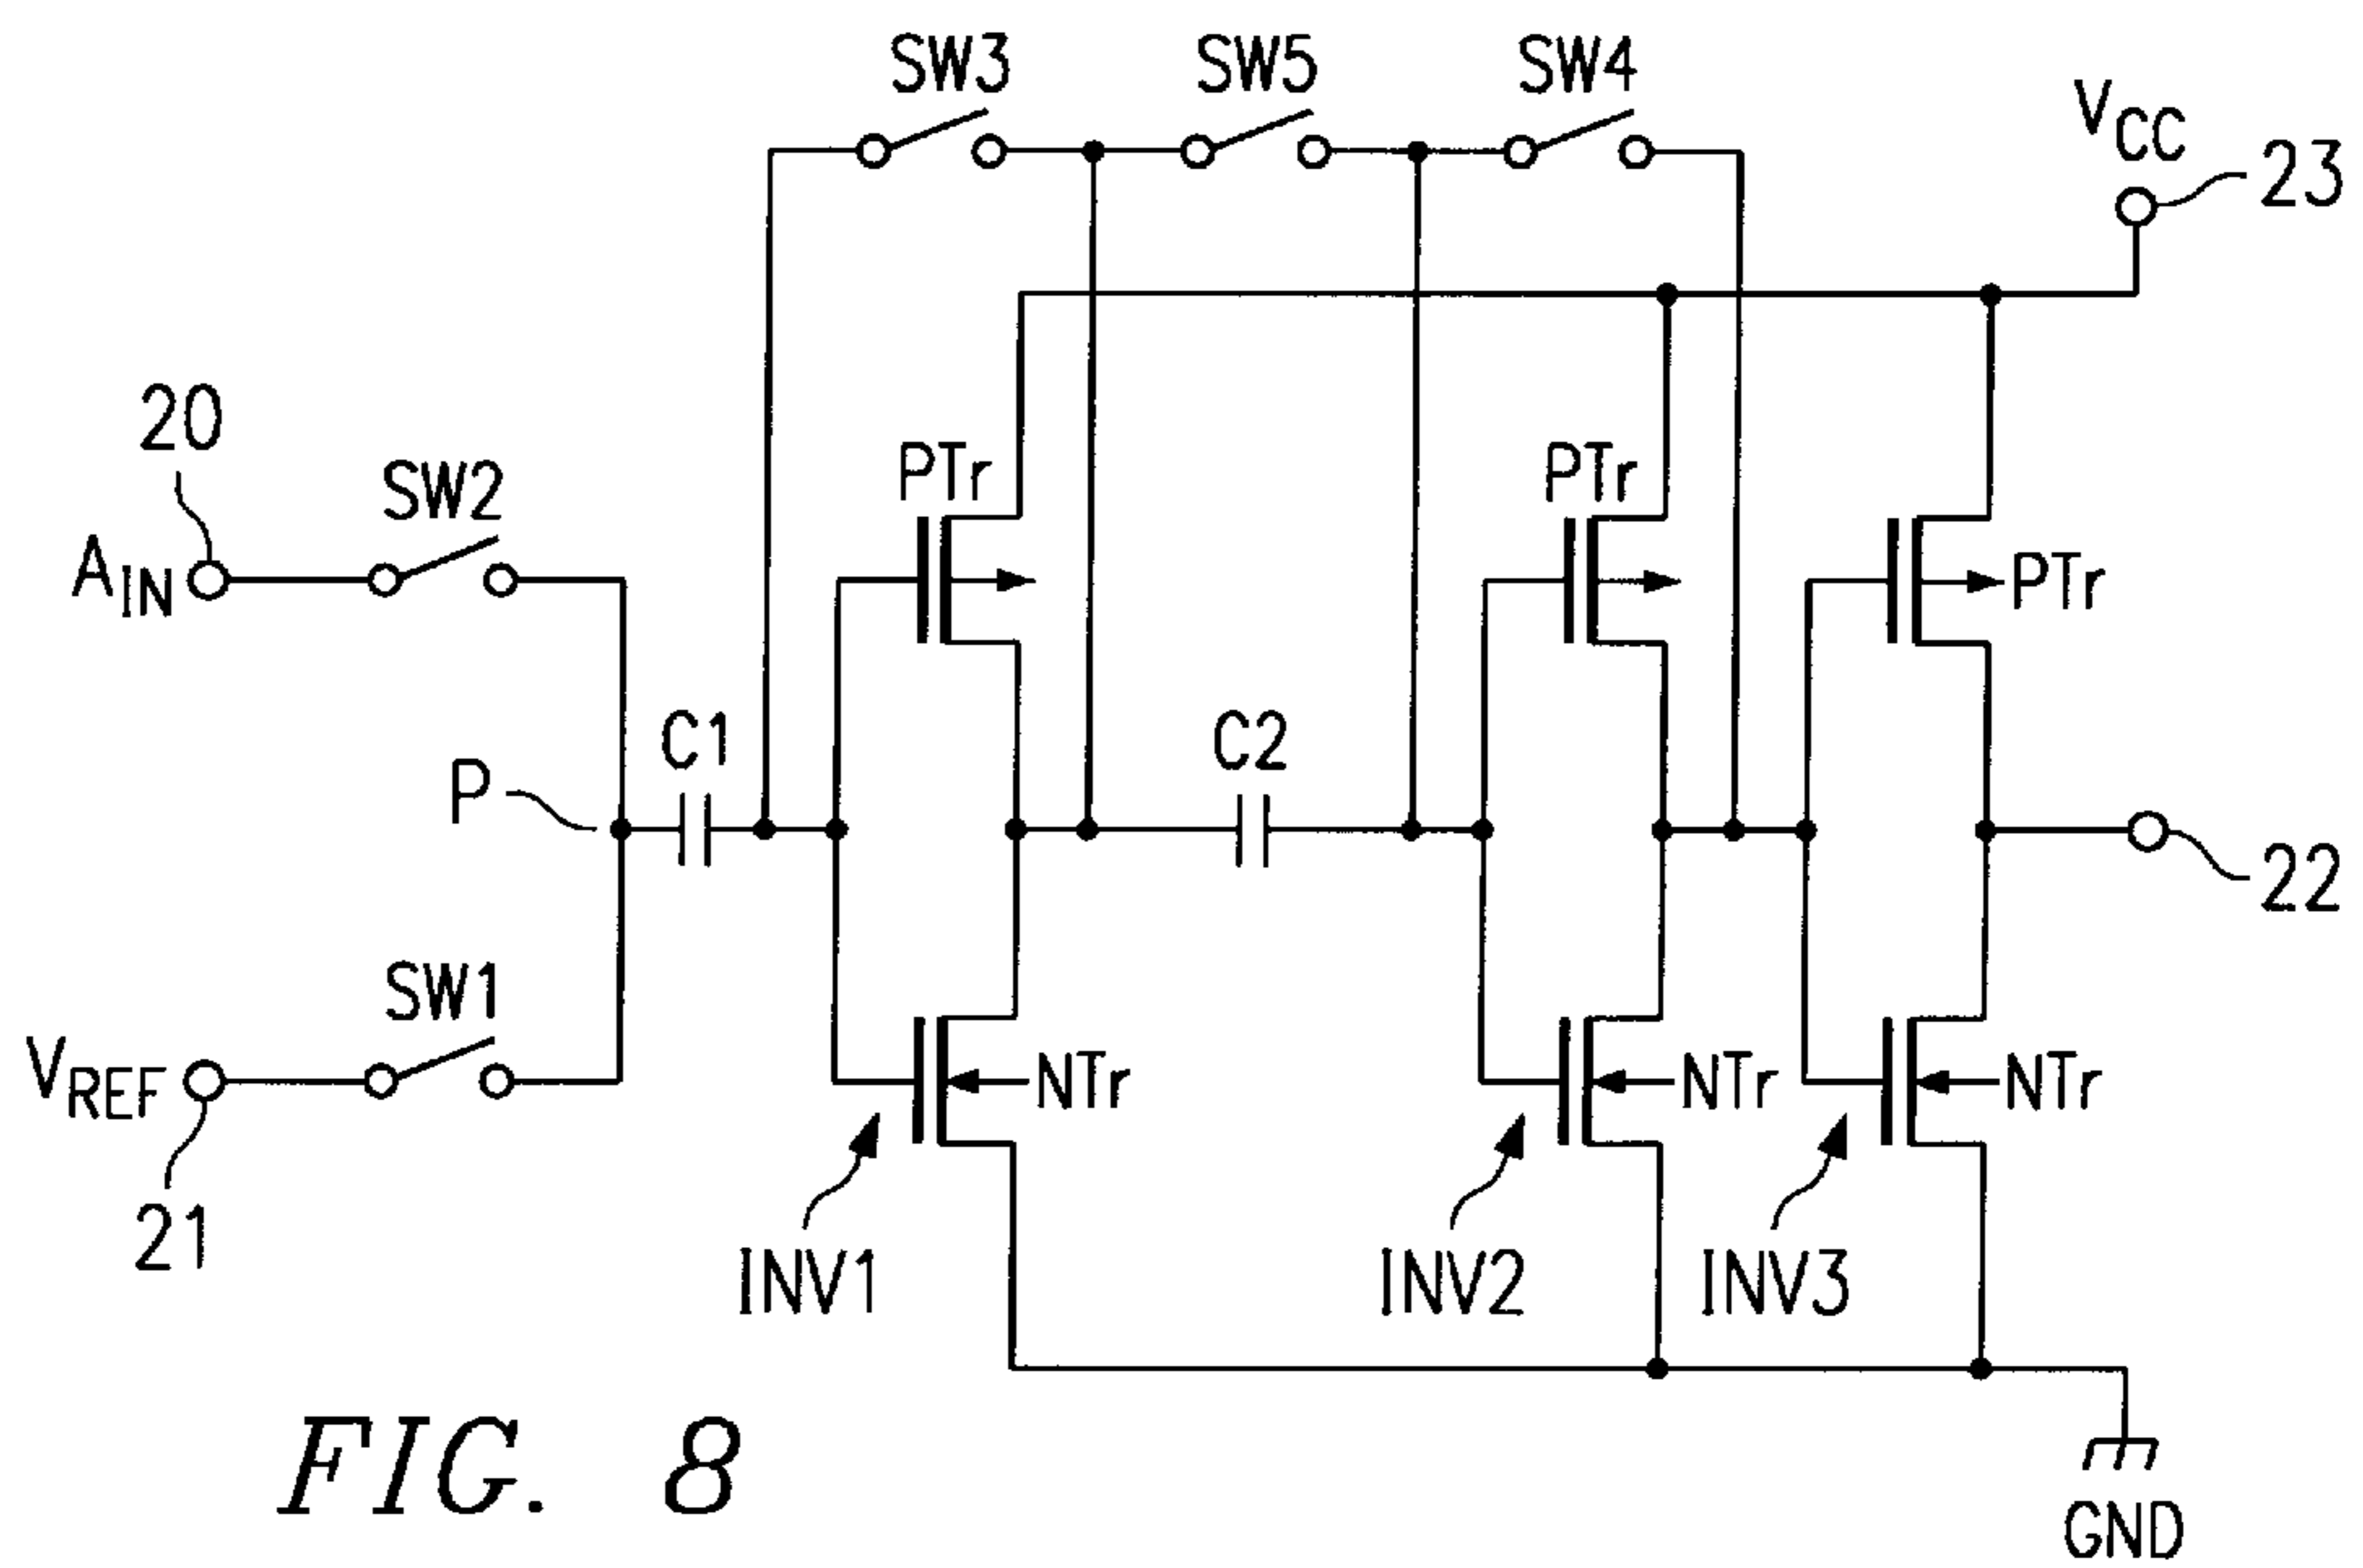 SW3
SW5
SW4
VCC
23
20
SW2
AIN
PTr
PTr
PTr
C1
C2
P
22
SW1
VREF
21
NTr
NTr
NTr
INV1
INV2
INV3
FIG. 8
GND